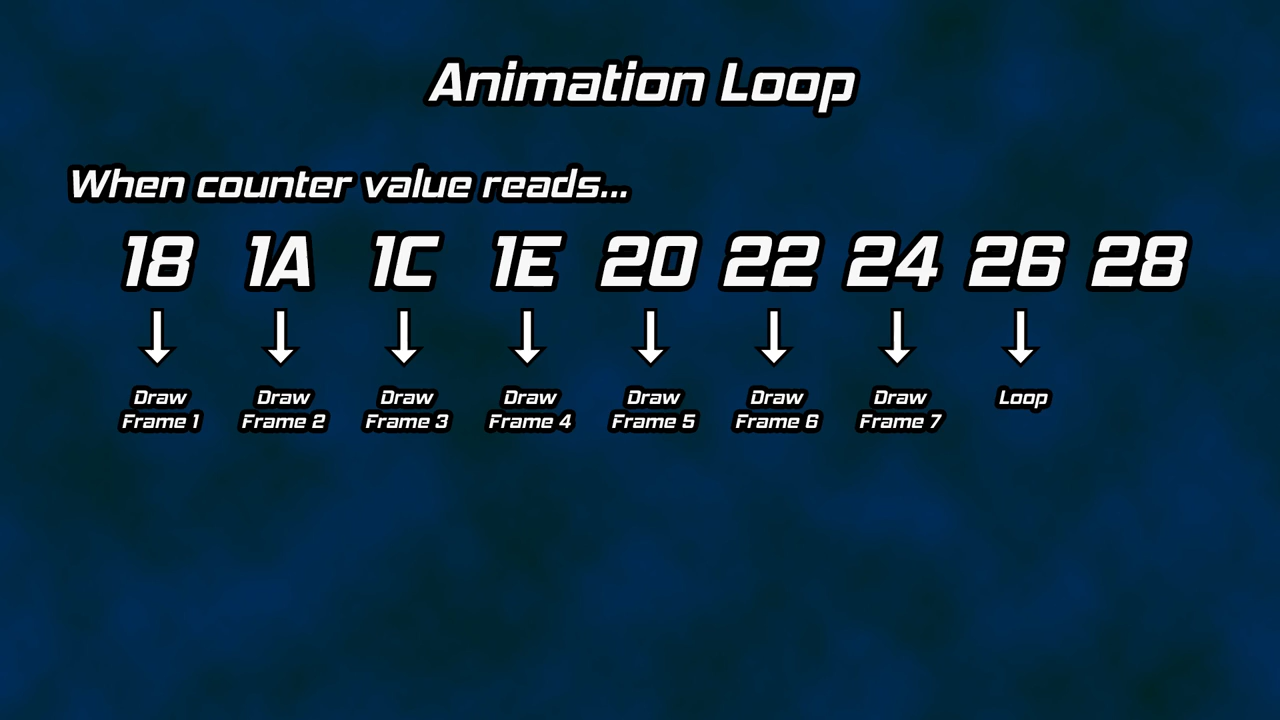 Animation Loop
When counter value reads...
18 1A 1C 1E 20 22 24 26 28
Draw Frame 1
Draw Frame 2
Draw Frame 3
Draw Frame 4
Draw Frame 5
Draw Frame 6
Draw Frame 7
Loop